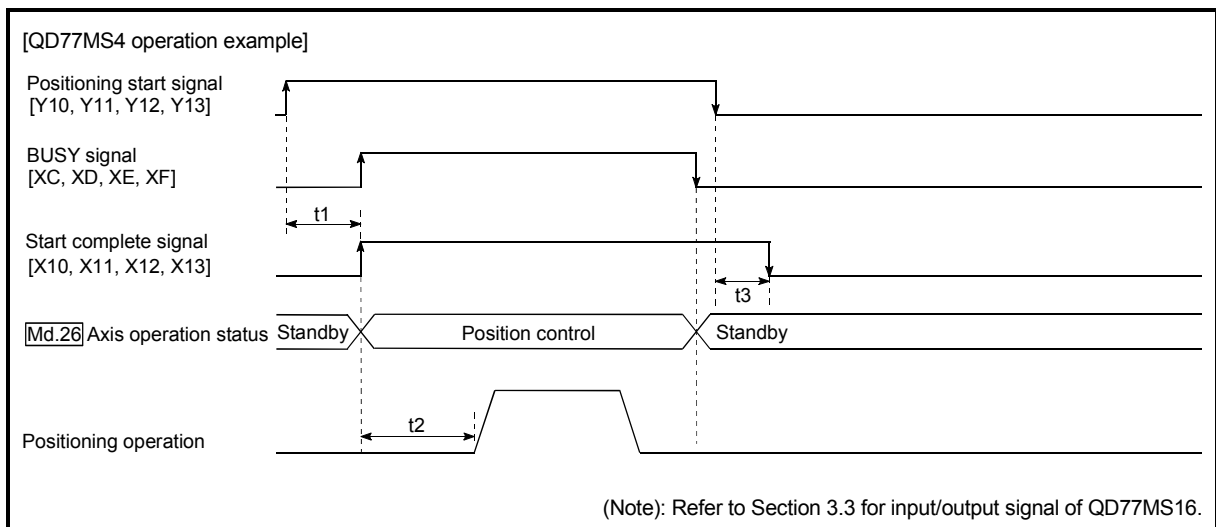 [QD77MS4 operation example]
Positioning start signal
[Y10, Y11, Y12, Y13]
BUSY signal
[XC, XD, XE, XF]
t1
Start complete signal
[X10, X11, X12, X13]
t3
Md.26 Axis operation status Standby Position control Standby
t2
Positioning operation
(Note): Refer to Section 3.3 for input/output signal of QD77MS16.